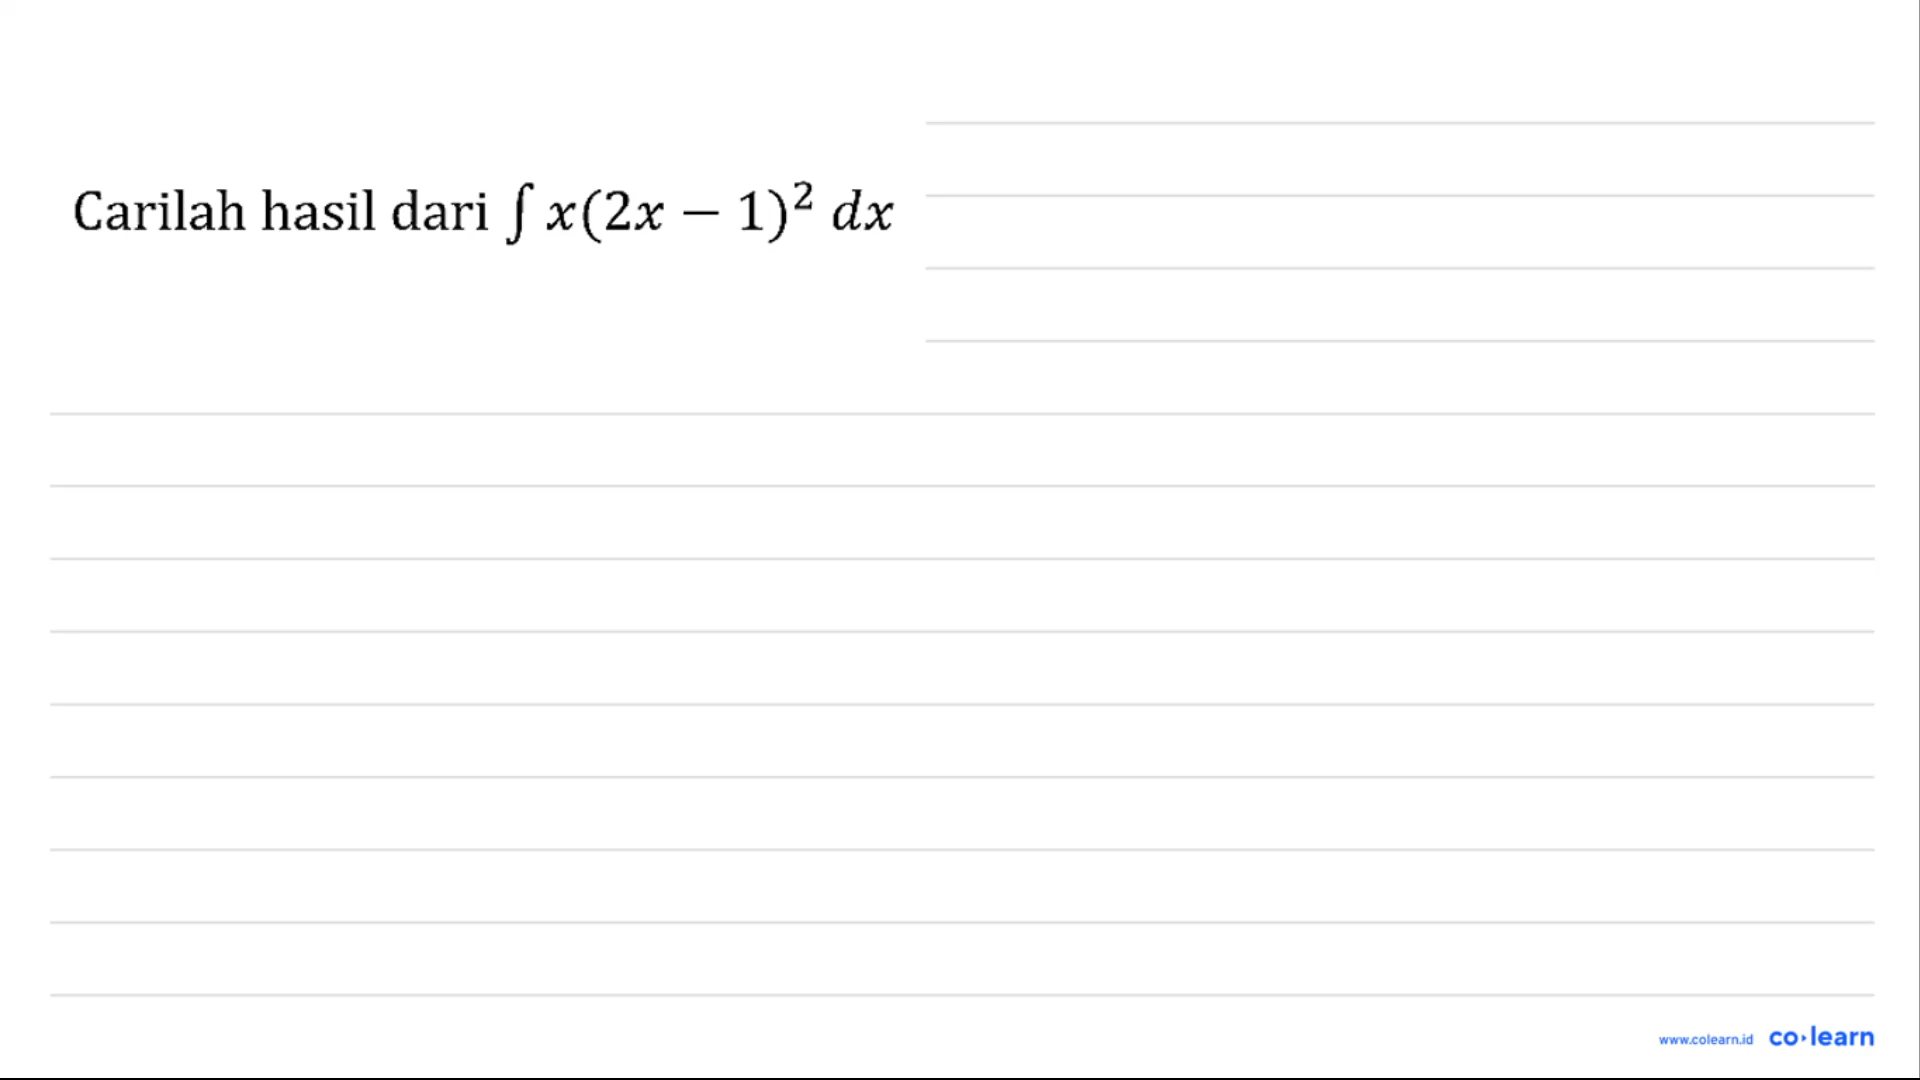 Carilah hasil dari ∫ x(2x − 1)² dx
www.colearn.id co·learn